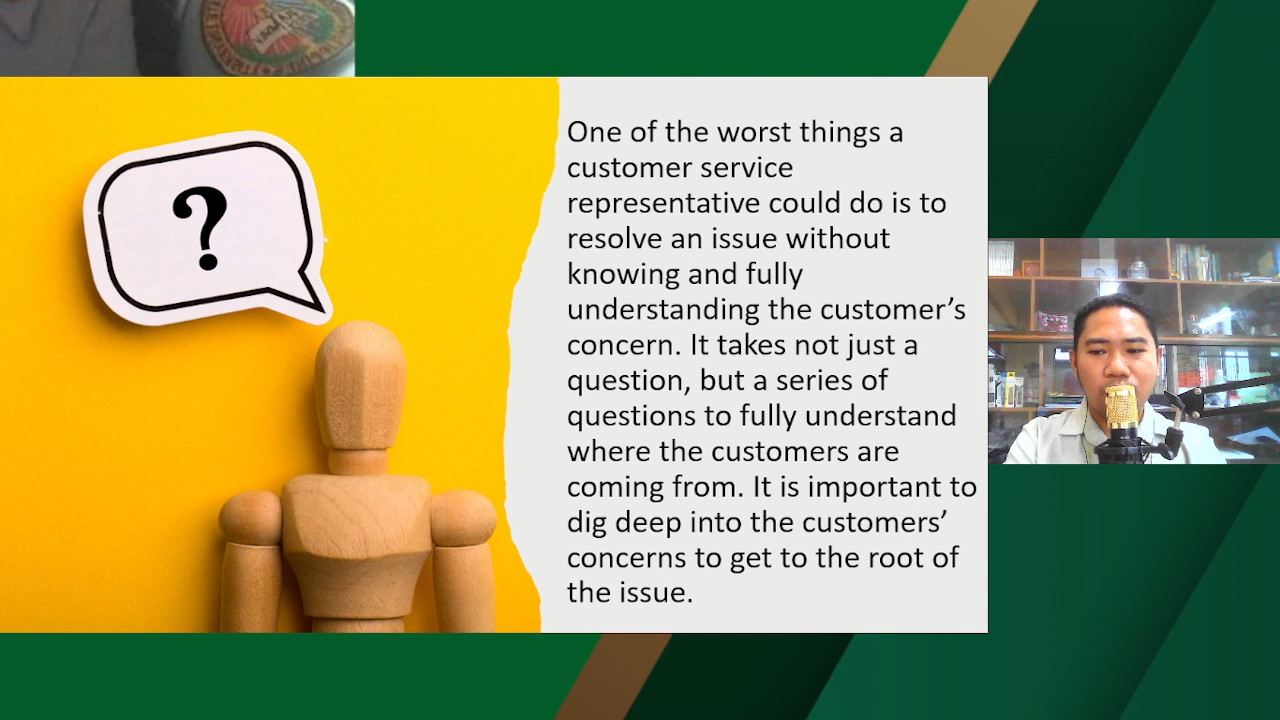 ?
One of the worst things a
customer service
representative could do is to
resolve an issue without
knowing and fully
understanding the customer’s
concern. It takes not just a
question, but a series of
questions to fully understand
where the customers are
coming from. It is important to
dig deep into the customers’
concerns to get to the root of
the issue.